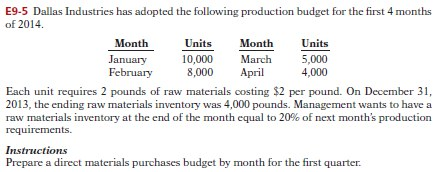 E9-5 Dallas Industries has adopted the following production budget for the first 4 months
of 2014.
Month Units Month Units
January 10,000 March 5,000
February 8,000 April 4,000
Each unit requires 2 pounds of raw materials costing $2 per pound. On December 31,
2013, the ending raw materials inventory was 4,000 pounds. Management wants to have a
raw materials inventory at the end of the month equal to 20% of next month's production
requirements.
Instructions
Prepare a direct materials purchases budget by month for the first quarter.